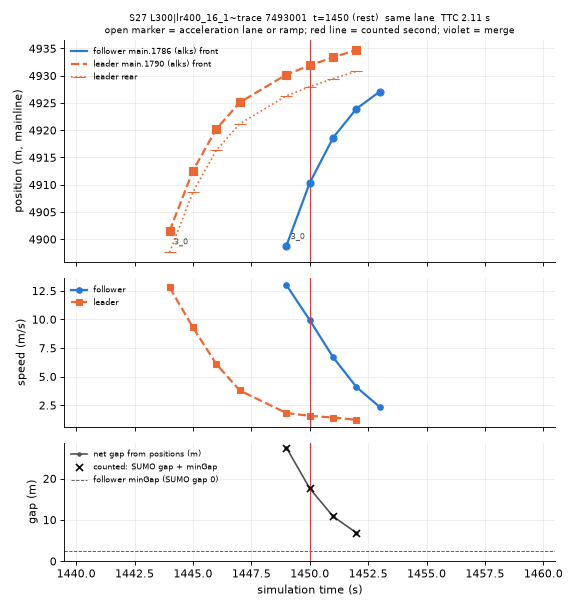 S27 L300|lr400_16_1~trace 7493001  t=1450 (rest)  same lane  TTC 2.11 s
open marker = acceleration lane or ramp; red line = counted second; violet = merge
follower main.1786 (alks) front
leader main.1790 (alks) front
leader rear
4935
4930
4925
4920
4915
4910
4905
4900
position (m, mainline)
3_0
3_0
follower
leader
12.5
10.0
7.5
5.0
2.5
speed (m/s)
net gap from positions (m)
counted: SUMO gap + minGap
follower minGap (SUMO gap 0)
20
10
0
gap (m)
1440.0 1442.5 1445.0 1447.5 1450.0 1452.5 1455.0 1457.5 1460.0
simulation time (s)